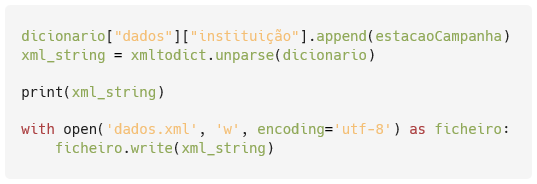 dicionario["dados"]["instituição"].append(estacaoCampanha)
xml_string = xmltodict.unparse(dicionario)
print(xml_string)
with open('dados.xml', 'w', encoding='utf-8') as ficheiro:
    ficheiro.write(xml_string)